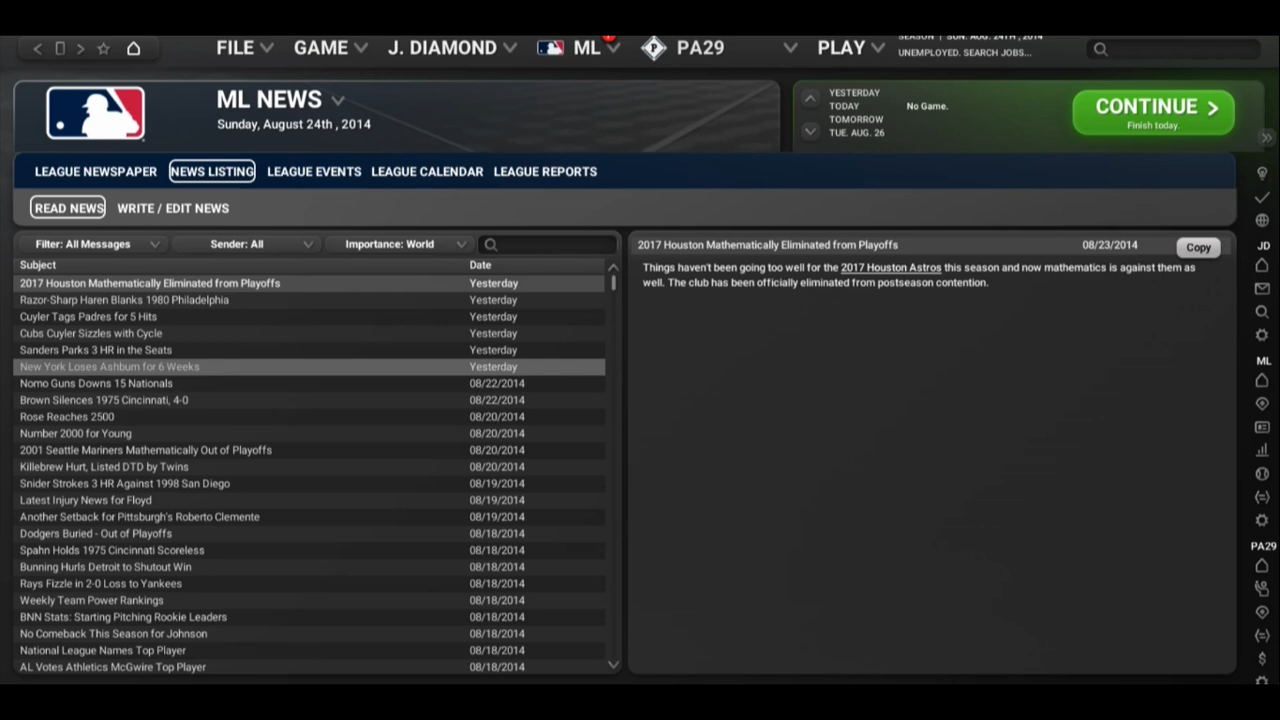 FILE GAME J. DIAMOND ML PA29 PLAY
SEASON | SUN. AUG. 24TH , 2014
UNEMPLOYED. SEARCH JOBS...
ML NEWS
Sunday, August 24th , 2014
YESTERDAY
TODAY No Game.
TOMORROW
TUE. AUG. 26
CONTINUE >
Finish today.
LEAGUE NEWSPAPER NEWS LISTING LEAGUE EVENTS LEAGUE CALENDAR LEAGUE REPORTS
READ NEWS WRITE / EDIT NEWS
Filter: All Messages Sender: All Importance: World
Subject Date
2017 Houston Mathematically Eliminated from Playoffs Yesterday
Razor-Sharp Haren Blanks 1980 Philadelphia Yesterday
Cuyler Tags Padres for 5 Hits Yesterday
Cubs Cuyler Sizzles with Cycle Yesterday
Sanders Parks 3 HR in the Seats Yesterday
New York Loses Ashburn for 6 Weeks Yesterday
Nomo Guns Downs 15 Nationals 08/22/2014
Brown Silences 1975 Cincinnati, 4-0 08/22/2014
Rose Reaches 2500 08/20/2014
Number 2000 for Young 08/20/2014
2001 Seattle Mariners Mathematically Out of Playoffs 08/20/2014
Killebrew Hurt, Listed DTD by Twins 08/20/2014
Snider Strokes 3 HR Against 1998 San Diego 08/19/2014
Latest Injury News for Floyd 08/19/2014
Another Setback for Pittsburgh's Roberto Clemente 08/19/2014
Dodgers Buried - Out of Playoffs 08/18/2014
Spahn Holds 1975 Cincinnati Scoreless 08/18/2014
Bunning Hurls Detroit to Shutout Win 08/18/2014
Rays Fizzle in 2-0 Loss to Yankees 08/18/2014
Weekly Team Power Rankings 08/18/2014
BNN Stats: Starting Pitching Rookie Leaders 08/18/2014
No Comeback This Season for Johnson 08/18/2014
National League Names Top Player 08/18/2014
AL Votes Athletics McGwire Top Player 08/18/2014
2017 Houston Mathematically Eliminated from Playoffs 08/23/2014 Copy
Things haven't been going too well for the 2017 Houston Astros this season and now mathematics is against them as
well. The club has been officially eliminated from postseason contention.
JD
ML
PA29